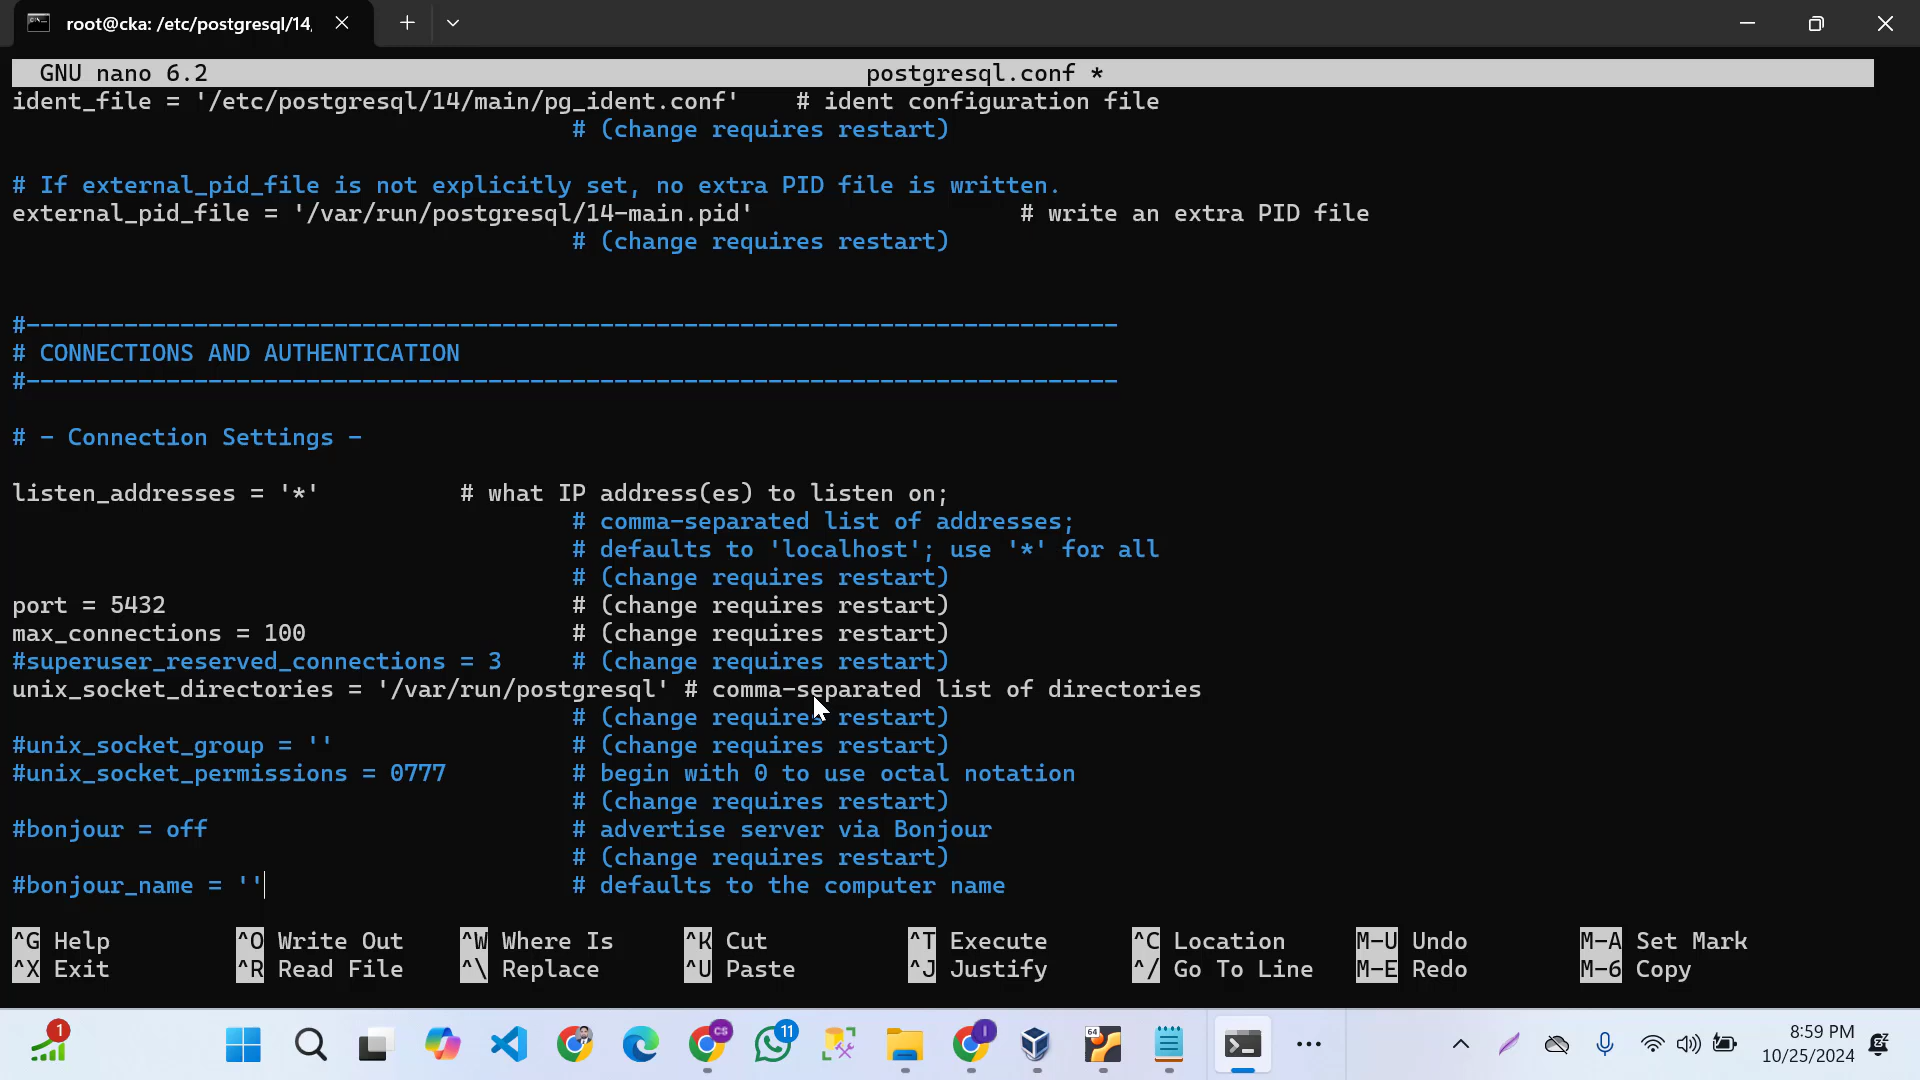 root@cka: /etc/postgresql/14,
GNU nano 6.2 postgresql.conf *
ident_file = '/etc/postgresql/14/main/pg_ident.conf' # ident configuration file
# (change requires restart)
# If external_pid_file is not explicitly set, no extra PID file is written.
external_pid_file = '/var/run/postgresql/14-main.pid' # write an extra PID file
# (change requires restart)
#------------------------------------------------------------------------------
# CONNECTIONS AND AUTHENTICATION
#------------------------------------------------------------------------------
# - Connection Settings -
listen_addresses = '*' # what IP address(es) to listen on;
# comma-separated list of addresses;
# defaults to 'localhost'; use '*' for all
# (change requires restart)
port = 5432 # (change requires restart)
max_connections = 100 # (change requires restart)
#superuser_reserved_connections = 3 # (change requires restart)
unix_socket_directories = '/var/run/postgresql' # comma-separated list of directories
# (change requires restart)
#unix_socket_group = '' # (change requires restart)
#unix_socket_permissions = 0777 # begin with 0 to use octal notation
# (change requires restart)
#bonjour = off # advertise server via Bonjour
# (change requires restart)
#bonjour_name = '' # defaults to the computer name
^G Help ^O Write Out ^W Where Is ^K Cut ^T Execute ^C Location M-U Undo M-A Set Mark
^X Exit ^R Read File ^\ Replace ^U Paste ^J Justify ^/ Go To Line M-E Redo M-6 Copy
1
CS
11
I
64
8:59 PM
10/25/2024